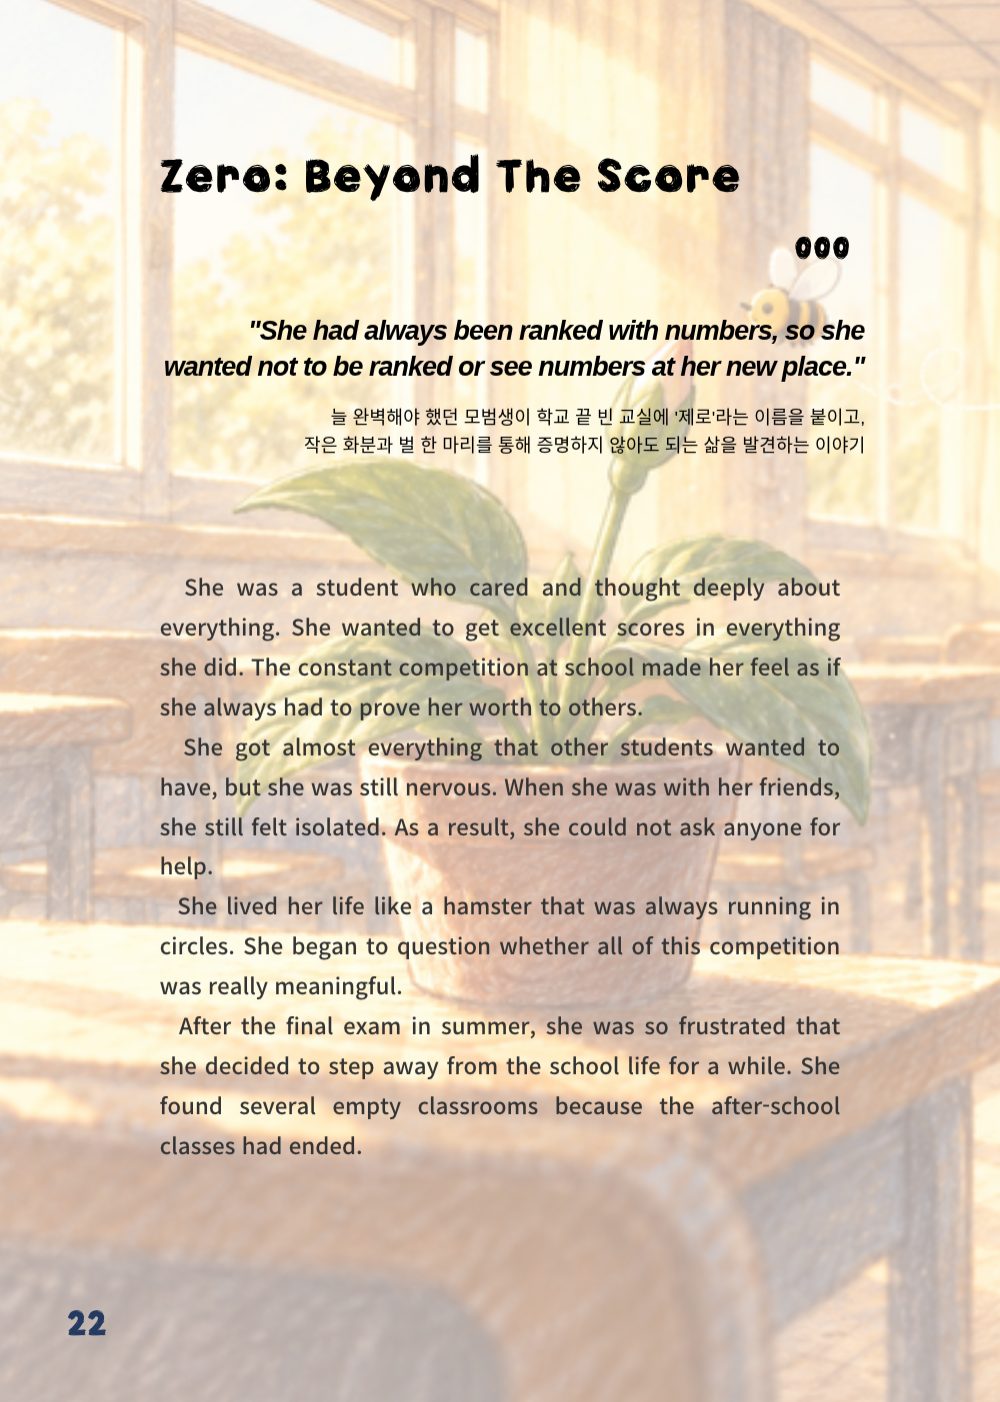 Zero: Beyond The Score
000
"She had always been ranked with numbers, so she
wanted not to be ranked or see numbers at her new place."
늘 완벽해야 했던 모범생이 학교 끝 빈 교실에 '제로'라는 이름을 붙이고,
작은 화분과 벌 한 마리를 통해 증명하지 않아도 되는 삶을 발견하는 이야기
She was a student who cared and thought deeply about
everything. She wanted to get excellent scores in everything
she did. The constant competition at school made her feel as if
she always had to prove her worth to others.
She got almost everything that other students wanted to
have, but she was still nervous. When she was with her friends,
she still felt isolated. As a result, she could not ask anyone for
help.
She lived her life like a hamster that was always running in
circles. She began to question whether all of this competition
was really meaningful.
After the final exam in summer, she was so frustrated that
she decided to step away from the school life for a while. She
found several empty classrooms because the after-school
classes had ended.
22